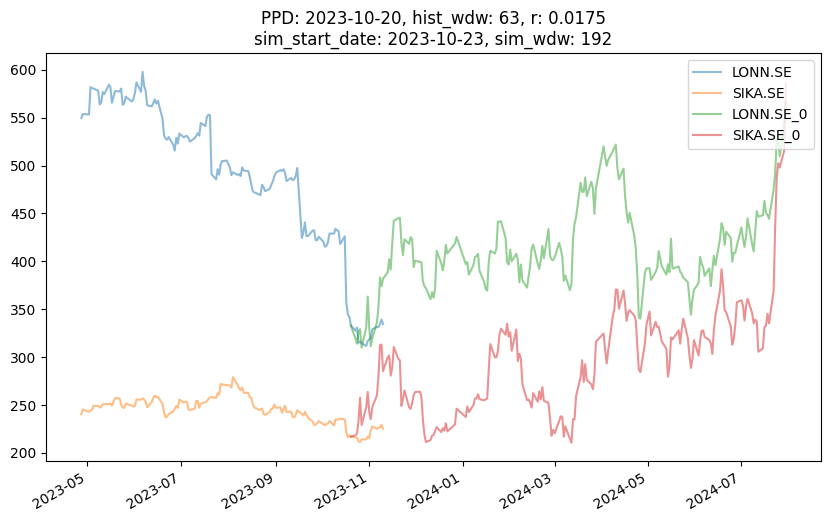 PPD: 2023-10-20, hist_wdw: 63, r: 0.0175
sim_start_date: 2023-10-23, sim_wdw: 192
LONN.SE
SIKA.SE
LONN.SE_0
SIKA.SE_0
600
550
500
450
400
350
300
250
200
2023-05
2023-07
2023-09
2023-11
2024-01
2024-03
2024-05
2024-07